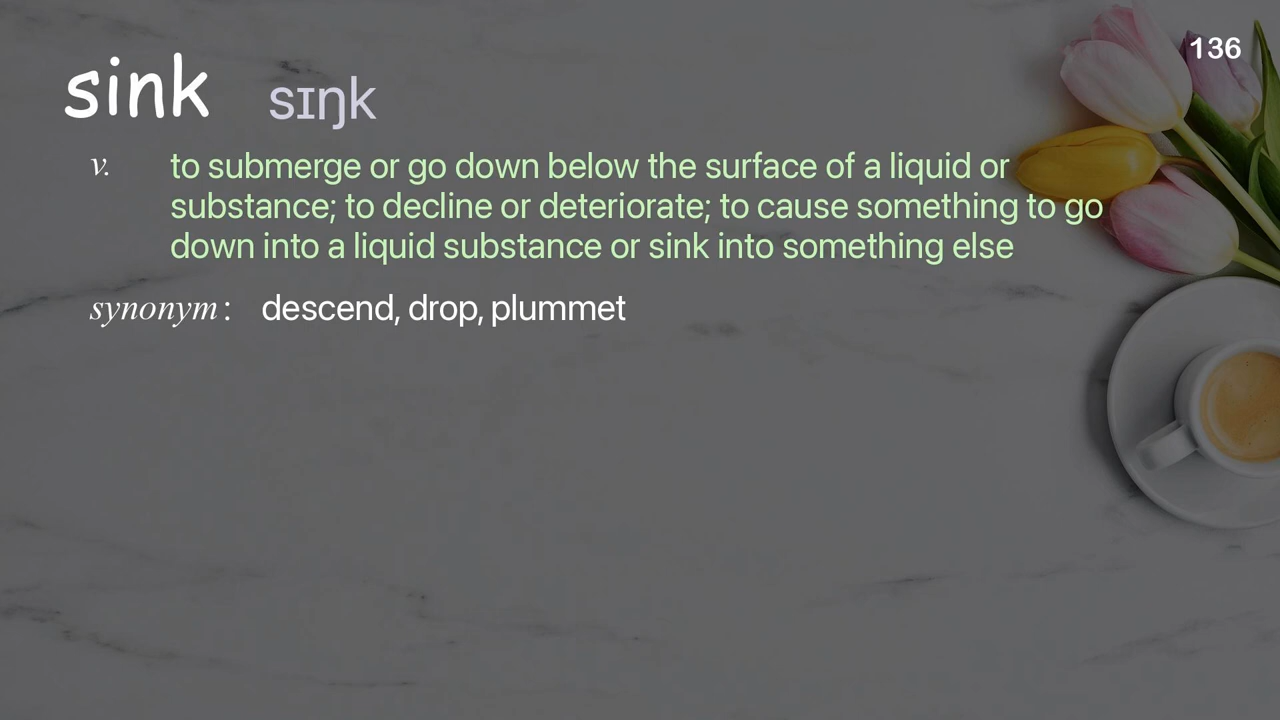 136
sink sɪŋk
v. to submerge or go down below the surface of a liquid or
substance; to decline or deteriorate; to cause something to go
down into a liquid substance or sink into something else
synonym : descend, drop, plummet